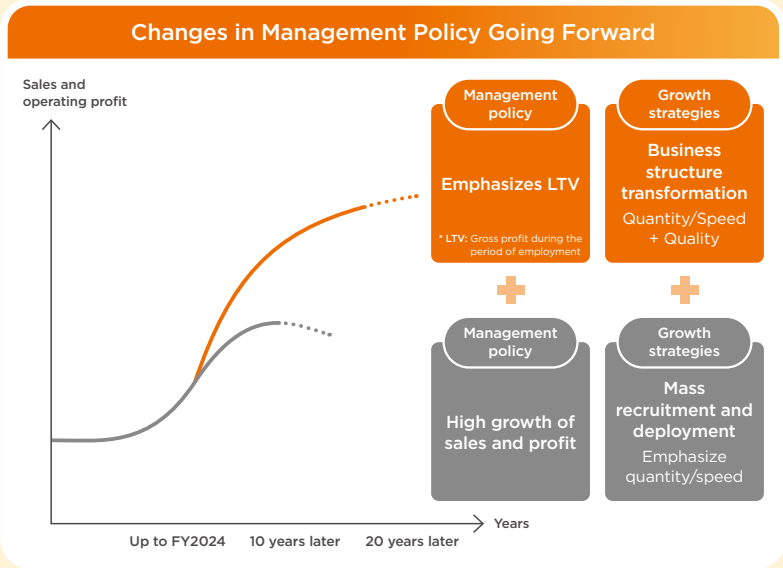 Changes in Management Policy Going Forward
Sales and
operating profit
Management
policy
Emphasizes LTV
* LTV: Gross profit during the
period of employment
Growth
strategies
Business
structure
transformation
Quantity/Speed
+ Quality
Management
policy
High growth of
sales and profit
Growth
strategies
Mass
recruitment and
deployment
Emphasize
quantity/speed
Years
Up to FY2024
10 years later
20 years later